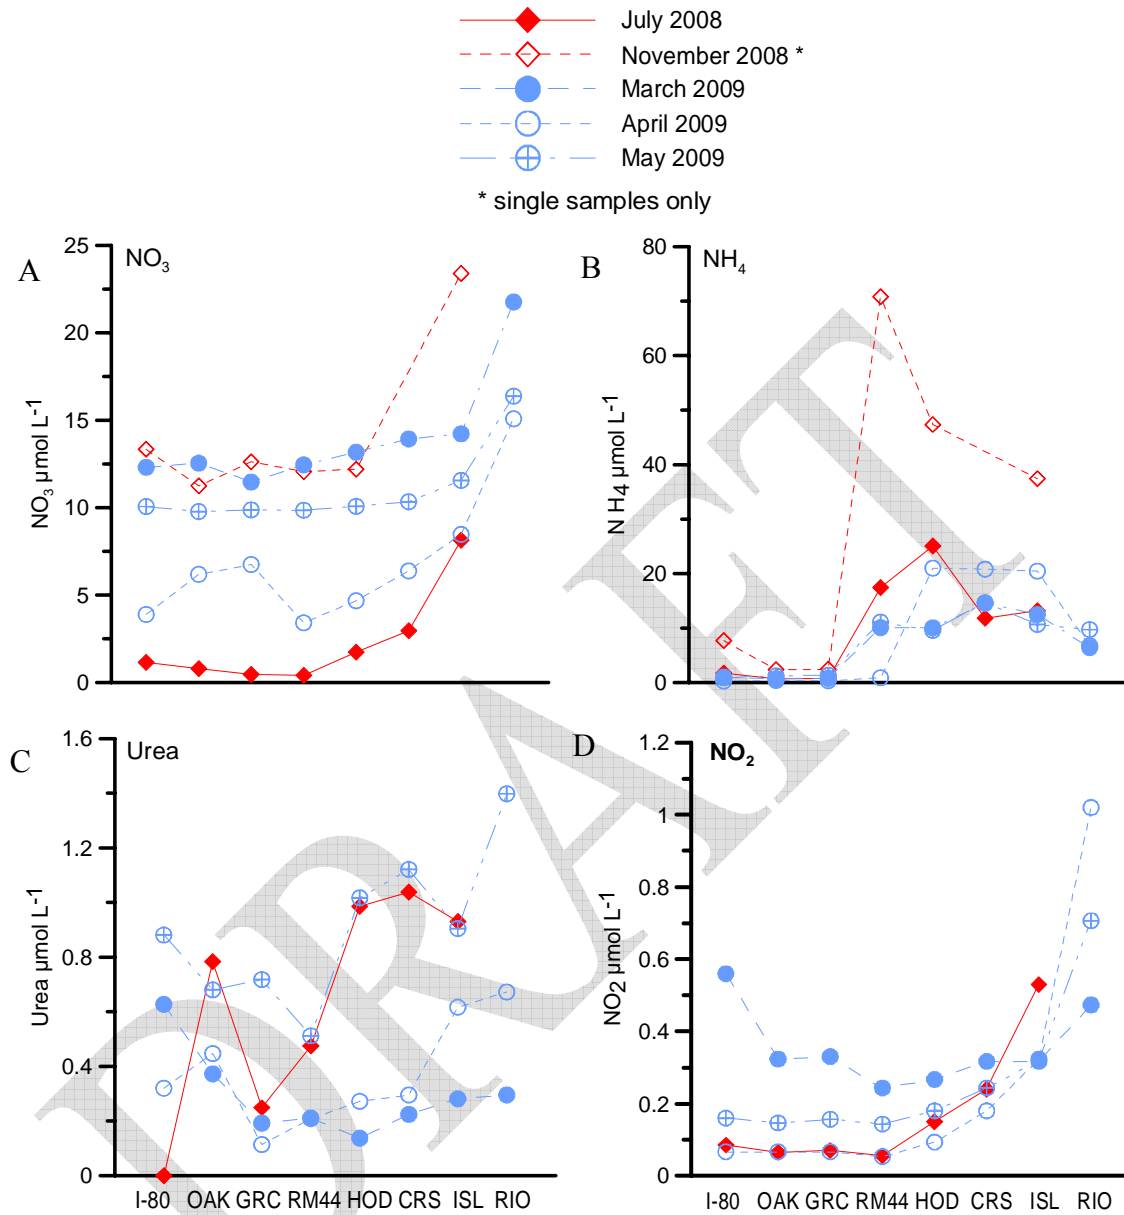 July 2008
November 2008 *
March 2009
April 2009
May 2009
* single samples only
A
NO₃
25
20
15
10
5
0
NO₃ µmol L⁻¹
B
NH₄
80
60
40
20
0
N H4 µmol L⁻¹
C
Urea
1.6
1.2
0.8
0.4
0
Urea µmol L⁻¹
I-80 OAK GRC RM44 HOD CRS ISL RIO
D
NO₂
1.2
1
0.8
0.6
0.4
0.2
0
NO2 µmol L⁻¹
I-80 OAK GRC RM44 HOD CRS ISL RIO
DRAFT